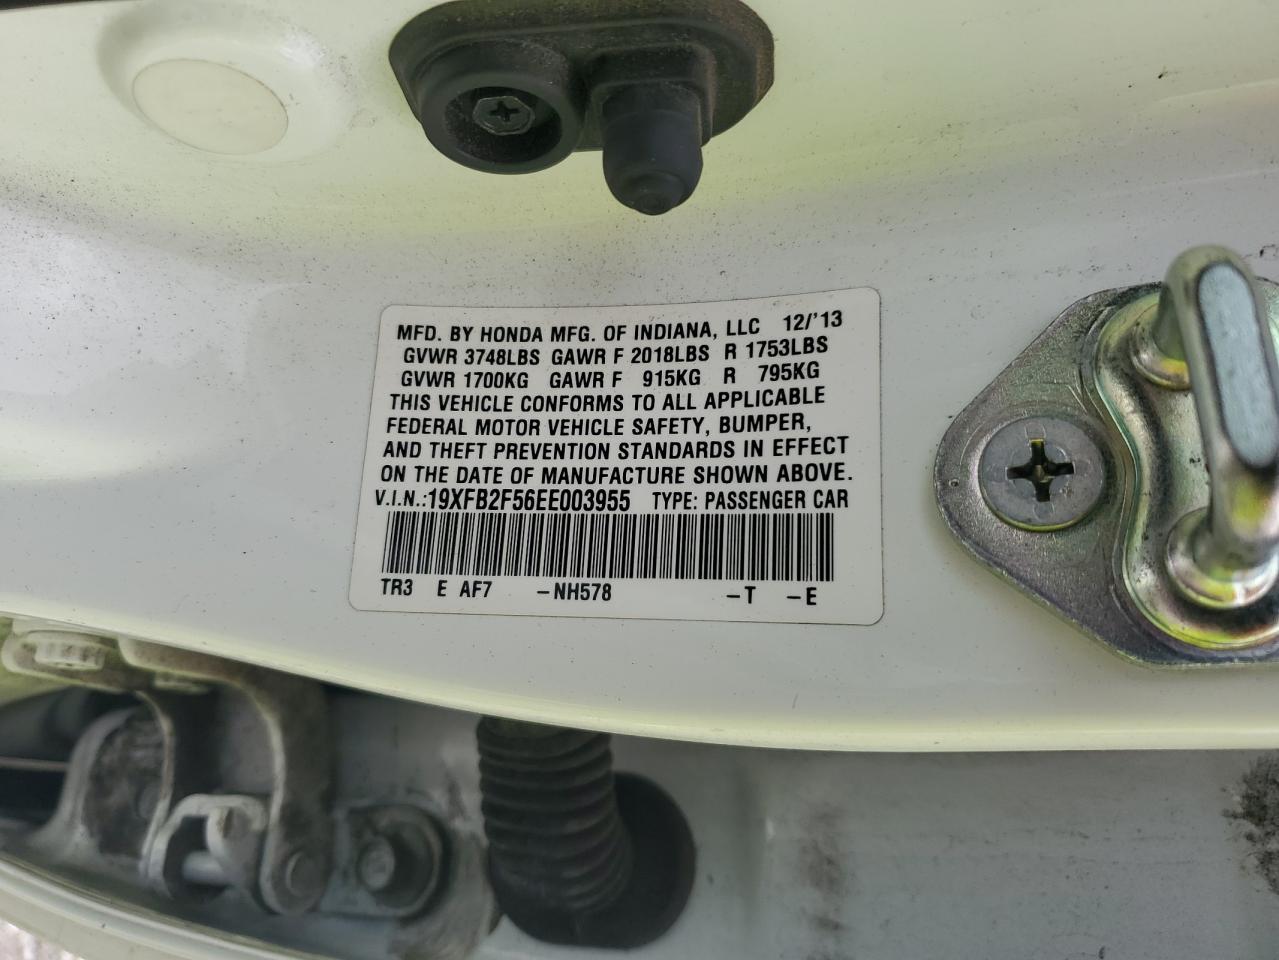 MFD. BY HONDA MFG. OF INDIANA, LLC 12/'13
GVWR 3748LBS GAWR F 2018LBS R 1753LBS
GVWR 1700KG GAWR F 915KG R 795KG
THIS VEHICLE CONFORMS TO ALL APPLICABLE
FEDERAL MOTOR VEHICLE SAFETY, BUMPER,
AND THEFT PREVENTION STANDARDS IN EFFECT
ON THE DATE OF MANUFACTURE SHOWN ABOVE.
V.I.N.:19XFB2F56EE003955 TYPE: PASSENGER CAR
TR3 E AF7 –NH578 –T –E